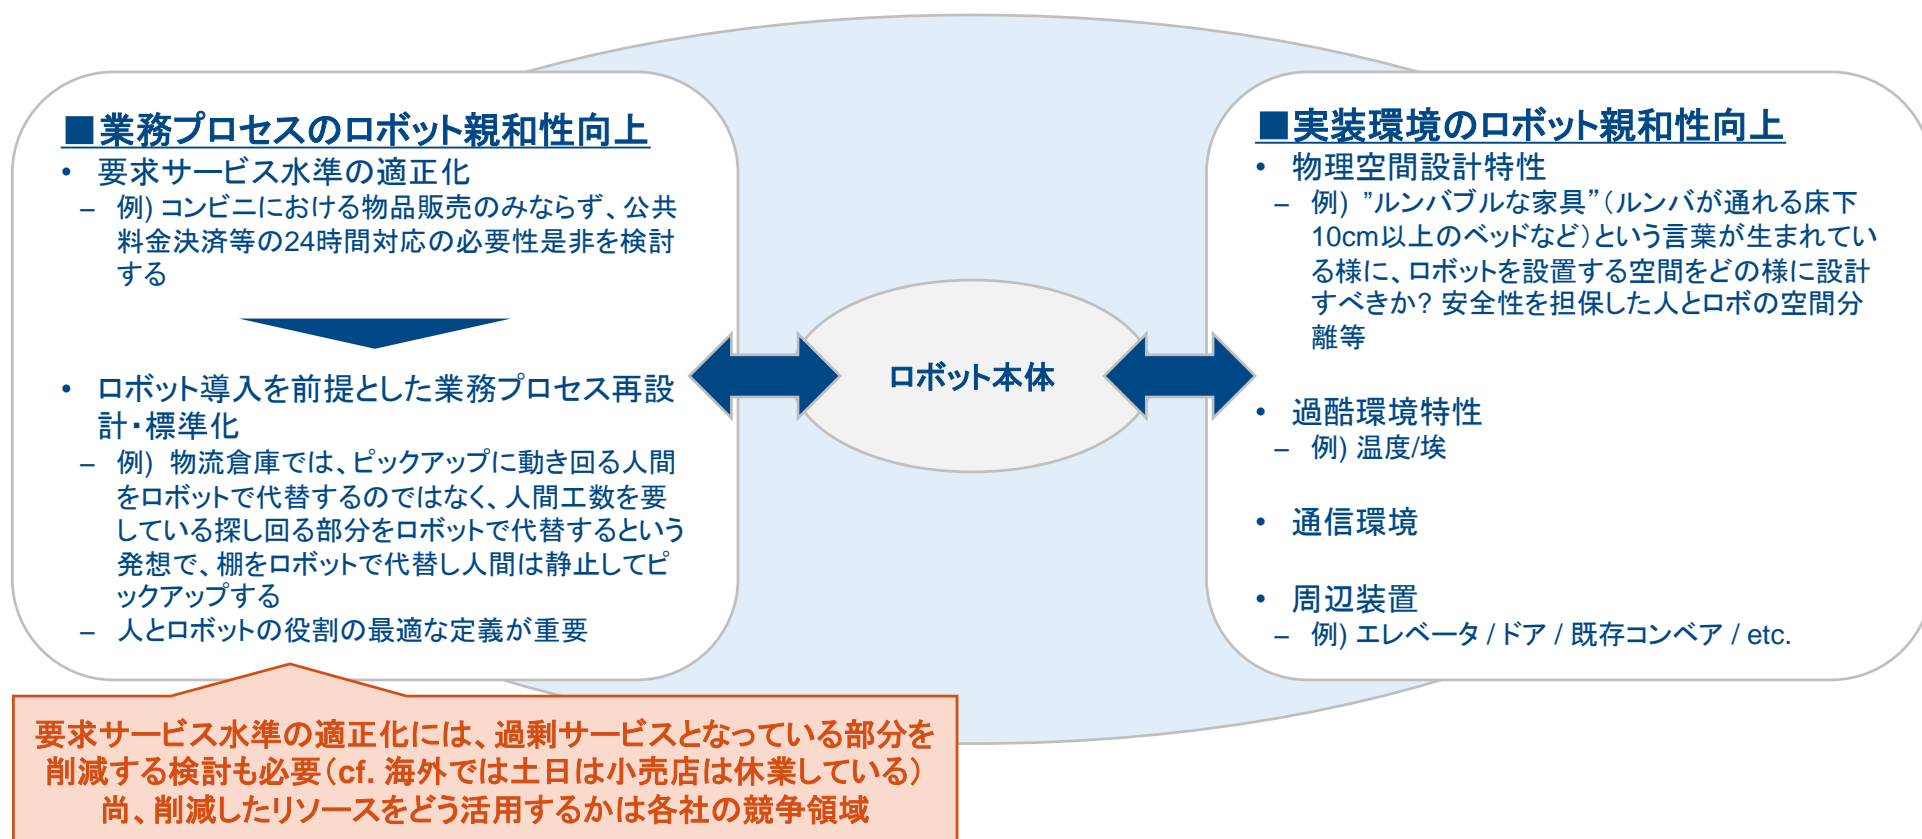 ■業務プロセスのロボット親和性向上
• 要求サービス水準の適正化
– 例) コンビニにおける物品販売のみならず、公共
料金決済等の24時間対応の必要性是非を検討
する
• ロボット導入を前提とした業務プロセス再設
計・標準化
– 例) 物流倉庫では、ピックアップに動き回る人間
をロボットで代替するのではなく、人間工数を要
している探し回る部分をロボットで代替するという
発想で、棚をロボットで代替し人間は静止してピ
ックアップする
– 人とロボットの役割の最適な定義が重要
ロボット本体
■実装環境のロボット親和性向上
• 物理空間設計特性
– 例) ”ルンバブルな家具”（ルンバが通れる床下
10cm以上のベッドなど）という言葉が生まれてい
る様に、ロボットを設置する空間をどの様に設計
すべきか? 安全性を担保した人とロボの空間分
離等
• 過酷環境特性
– 例) 温度/埃
• 通信環境
• 周辺装置
– 例) エレベータ / ドア / 既存コンベア / etc.
要求サービス水準の適正化には、過剰サービスとなっている部分を
削減する検討も必要（cf. 海外では土日は小売店は休業している）
尚、削減したリソースをどう活用するかは各社の競争領域